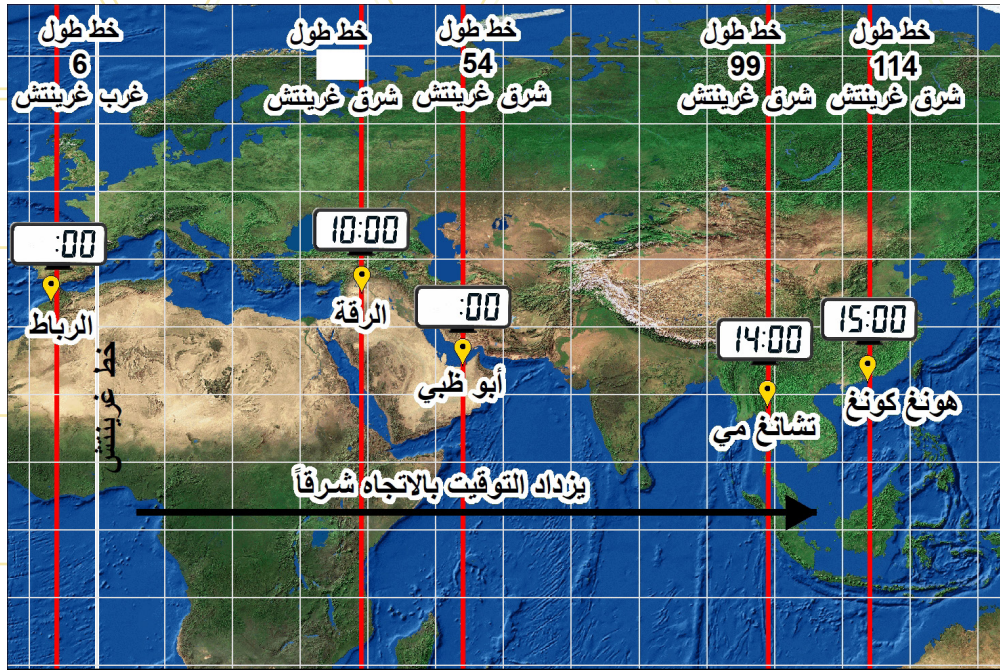 خط طول
6
غرب غرينتش
خط طول
شرق غرينتش
خط طول
54
شرق غرينتش
خط طول
99
شرق غرينتش
خط طول
114
شرق غرينتش
:00
الرباط
10:00
الرقة
:00
أبو ظبي
14:00
تشانغ مي
15:00
هونغ كونغ
خط غرينتش
يزداد التوقيت بالاتجاه شرقاً